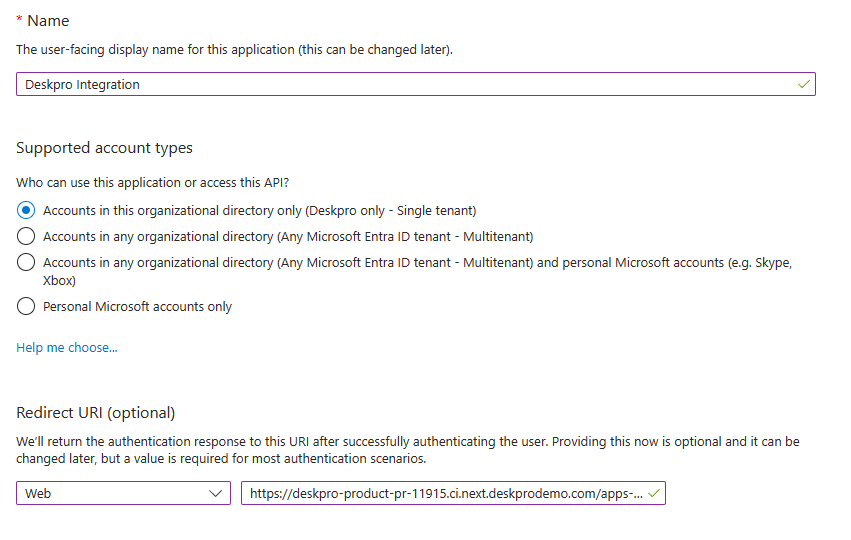 * Name
The user-facing display name for this application (this can be changed later).
Deskpro Integration
Supported account types
Who can use this application or access this API?
Accounts in this organizational directory only (Deskpro only - Single tenant)
Accounts in any organizational directory (Any Microsoft Entra ID tenant - Multitenant)
Accounts in any organizational directory (Any Microsoft Entra ID tenant - Multitenant) and personal Microsoft accounts (e.g. Skype,
Xbox)
Personal Microsoft accounts only
Help me choose...
Redirect URI (optional)
We'll return the authentication response to this URI after successfully authenticating the user. Providing this now is optional and it can be
changed later, but a value is required for most authentication scenarios.
Web
https://deskpro-product-pr-11915.ci.next.deskprodemo.com/apps-...